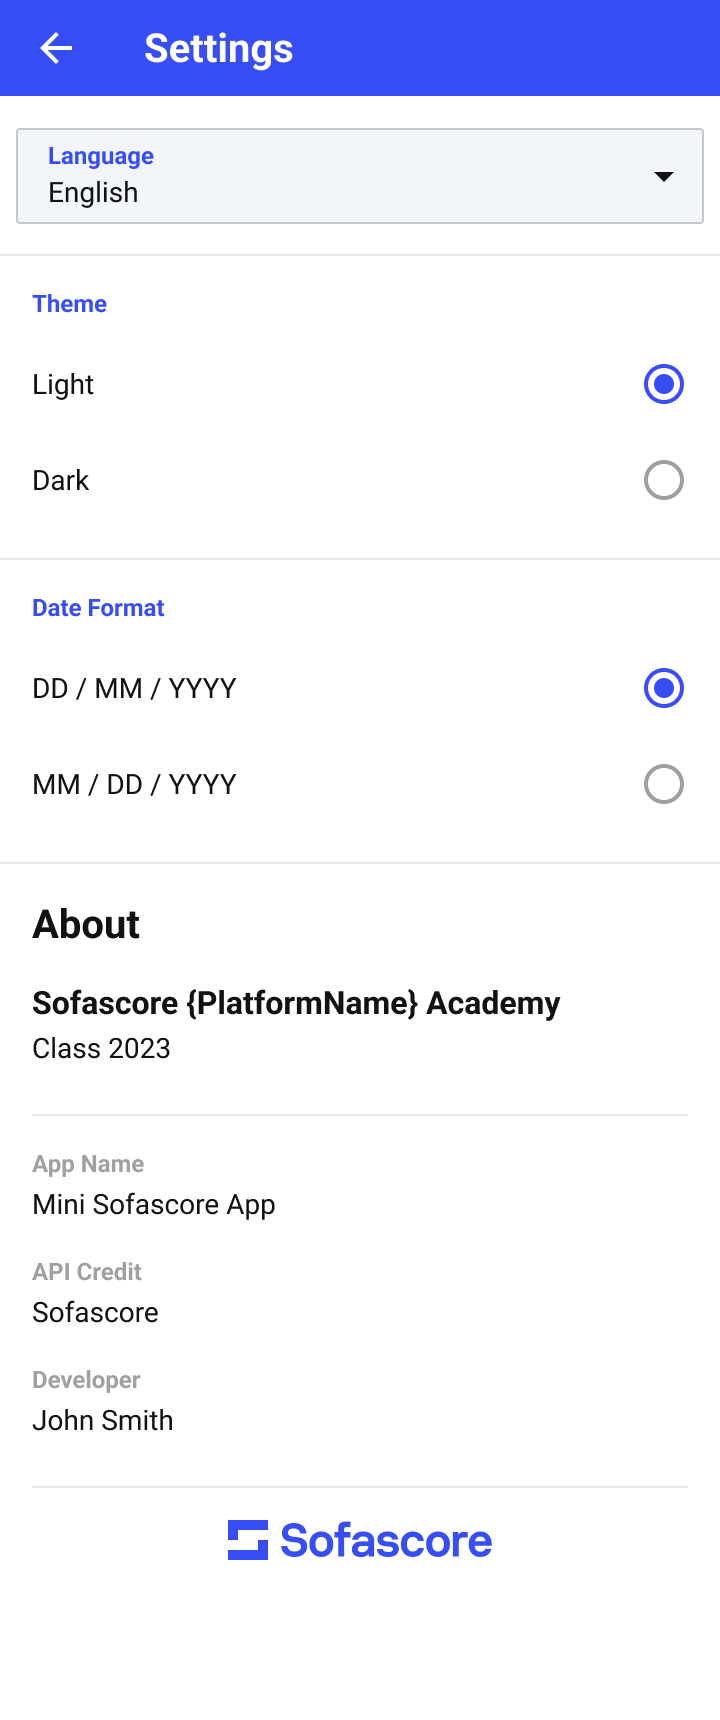 Settings
Language
English
Theme
Light
Dark
Date Format
DD / MM / YYYY
MM / DD / YYYY
About
Sofascore {PlatformName} Academy
Class 2023
App Name
Mini Sofascore App
API Credit
Sofascore
Developer
John Smith
Sofascore